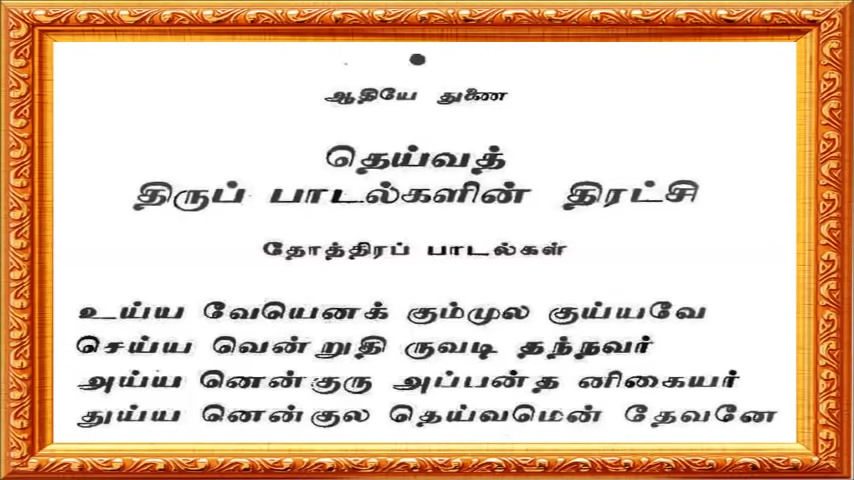 ஆதியே துணை
தெய்வத்
திருப் பாடல்களின் திரட்சி
தோத்திரப் பாடல்கள்
உய்ய வேயெனக் கும்முல குய்யவே
செய்ய வென்றுதி ருவடி தந்நவர்
அய்ய னென்குரு அப்பன்த னிகையர்
துய்ய னென்குல தெய்வமென் தேவனே